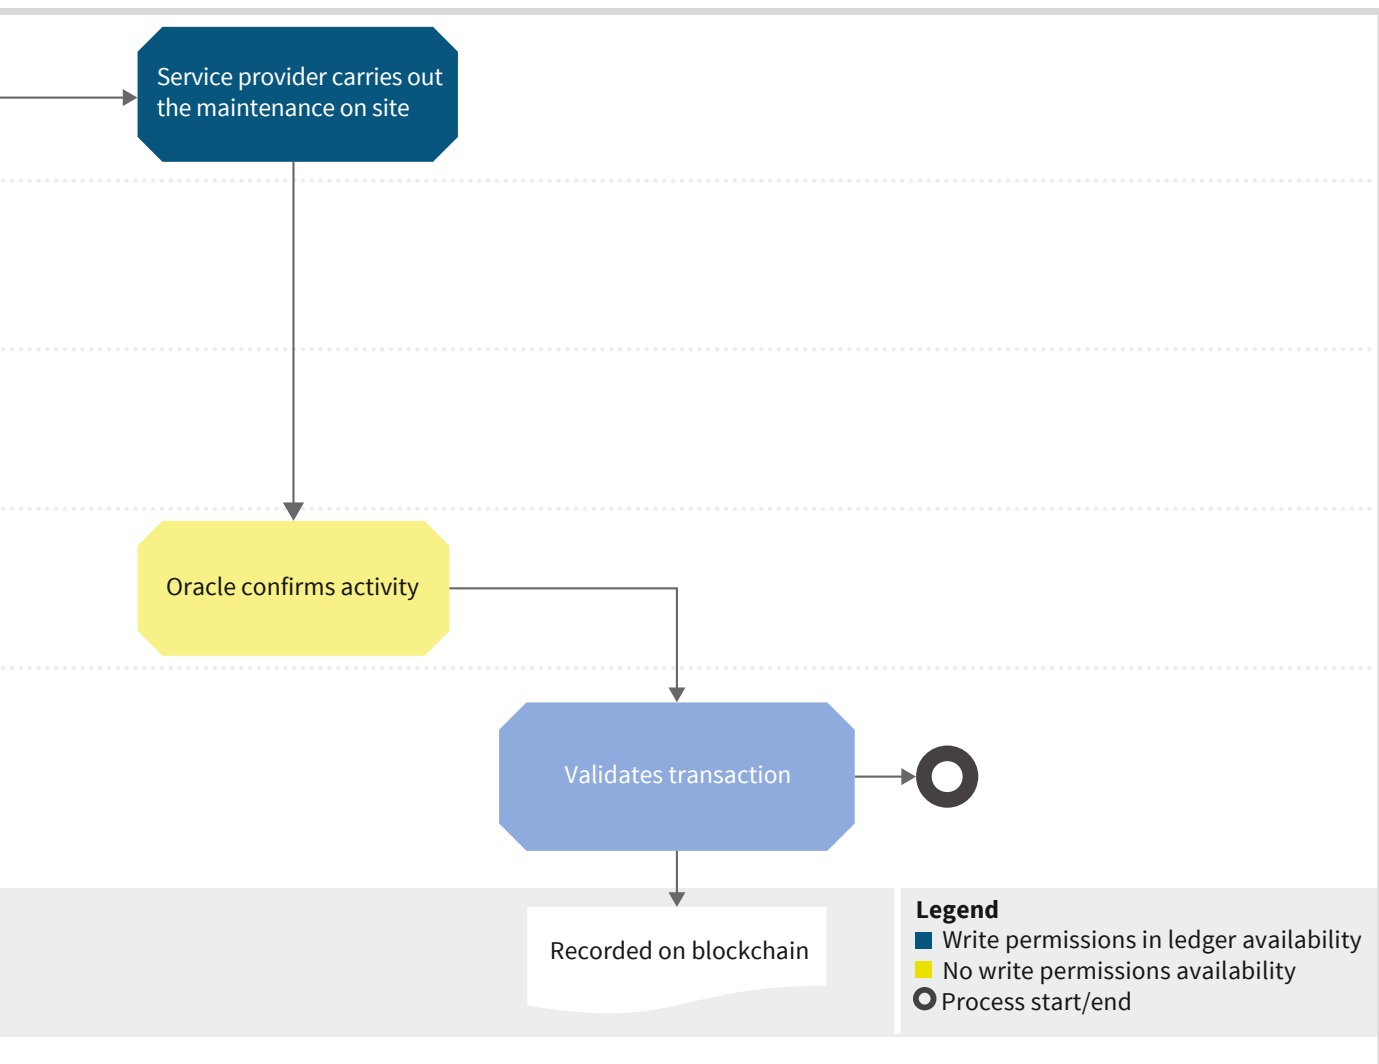 Service provider carries out
the maintenance on site
Oracle confirms activity
Validates transaction
Recorded on blockchain
Legend
Write permissions in ledger availability
No write permissions availability
Process start/end